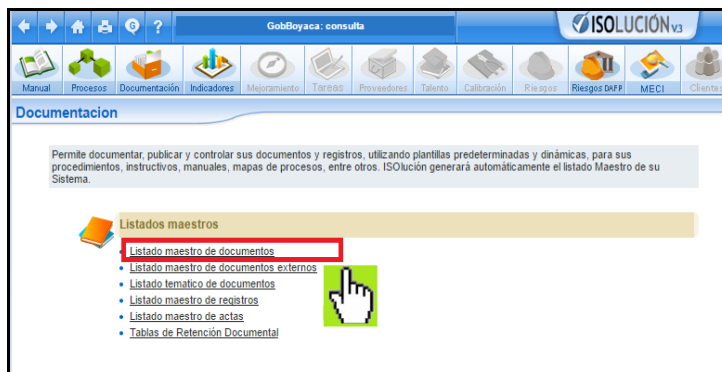 G ?
GobBoyaca: consulta
ISOLUCIÓN V3
Manual Procesos Documentación Indicadores Mejoramiento Tareas Proveedores Talento Calibración Riesgos Riesgos DAFP MECI Clientes
Documentacion
Permite documentar, publicar y controlar sus documentos y registros, utilizando plantillas predeterminadas y dinámicas, para sus
procedimientos, instructivos, manuales, mapas de procesos, entre otros. ISOlución generará automáticamente el listado Maestro de su
Sistema.
Listados maestros
Listado maestro de documentos
Listado maestro de documentos externos
Listado tematico de documentos
Listado maestro de registros
Listado maestro de actas
Tablas de Retención Documental